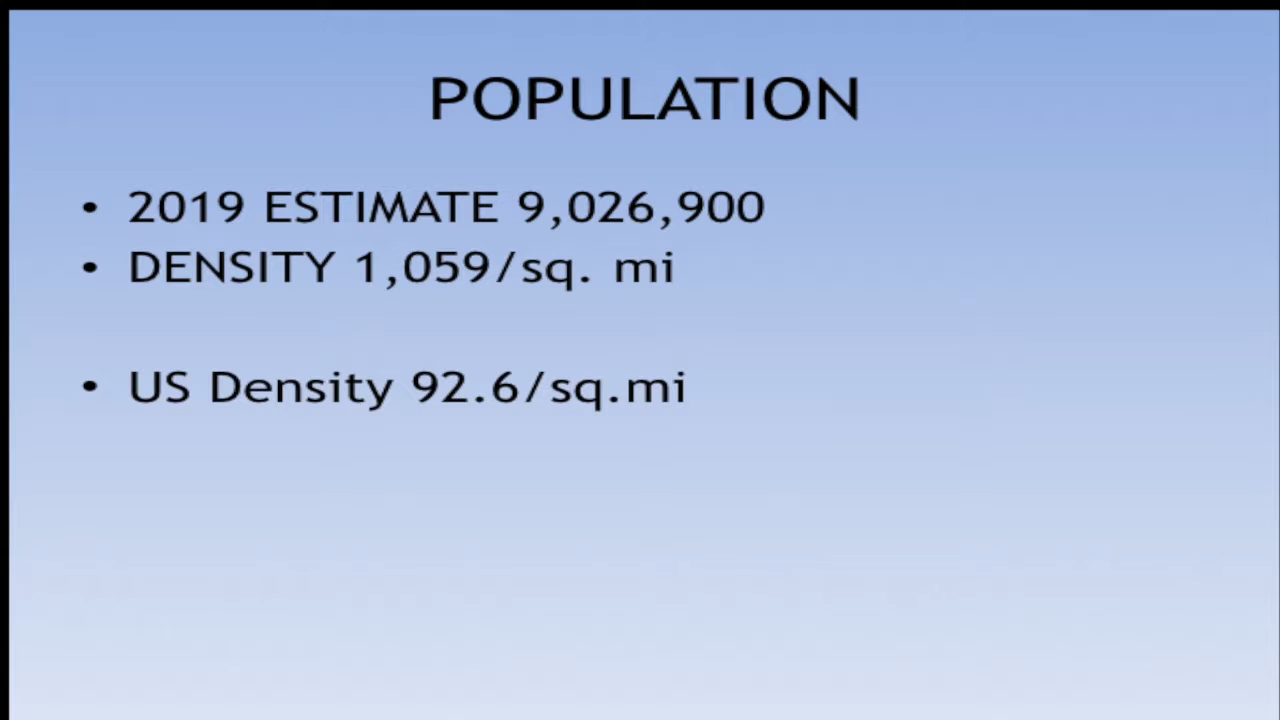 POPULATION
• 2019 ESTIMATE 9,026,900
• DENSITY 1,059/sq. mi
• US Density 92.6/sq.mi